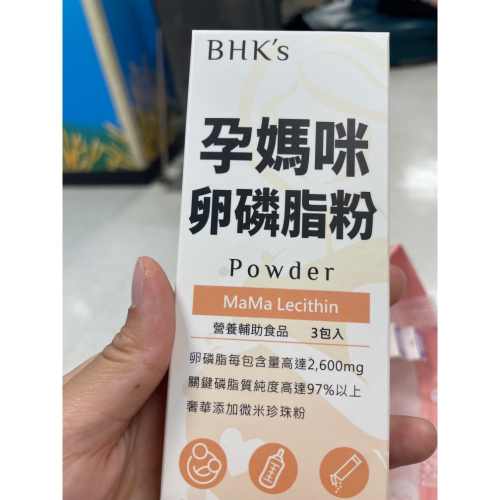 BHK's
孕媽咪
卵磷脂粉
Powder
MaMa Lecithin
營養輔助食品 3包入
卵磷脂每包含量高達2,600mg
關鍵磷脂質純度高達97%以上
奢華添加微米珍珠粉